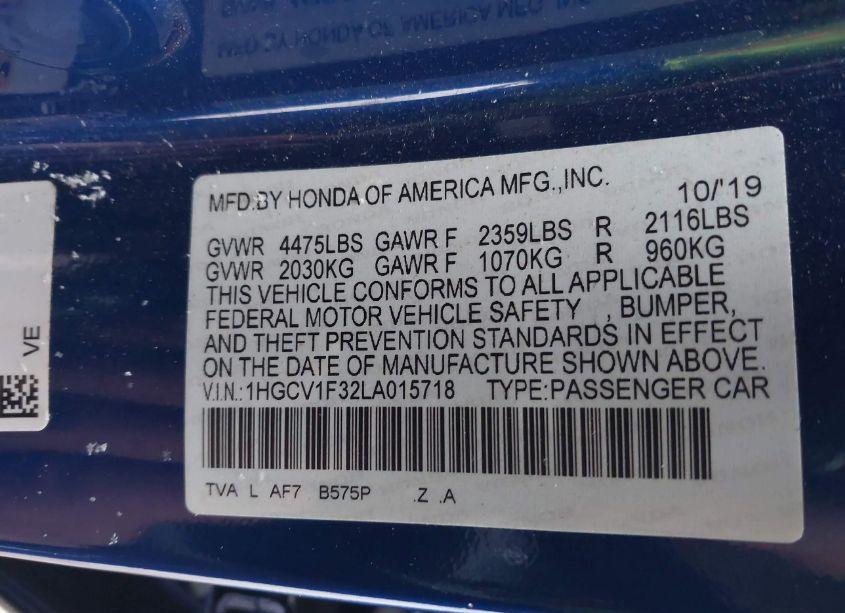 MFD.BY HONDA OF AMERICA MFG.,INC. 10/'19
GVWR 4475LBS GAWR F 2359LBS R 2116LBS
GVWR 2030KG GAWR F 1070KG R 960KG
THIS VEHICLE CONFORMS TO ALL APPLICABLE
FEDERAL MOTOR VEHICLE SAFETY , BUMPER,
AND THEFT PREVENTION STANDARDS IN EFFECT
ON THE DATE OF MANUFACTURE SHOWN ABOVE.
V.I.N.:1HGCV1F32LA015718 TYPE:PASSENGER CAR
TVA L AF7 B575P .Z .A
VE